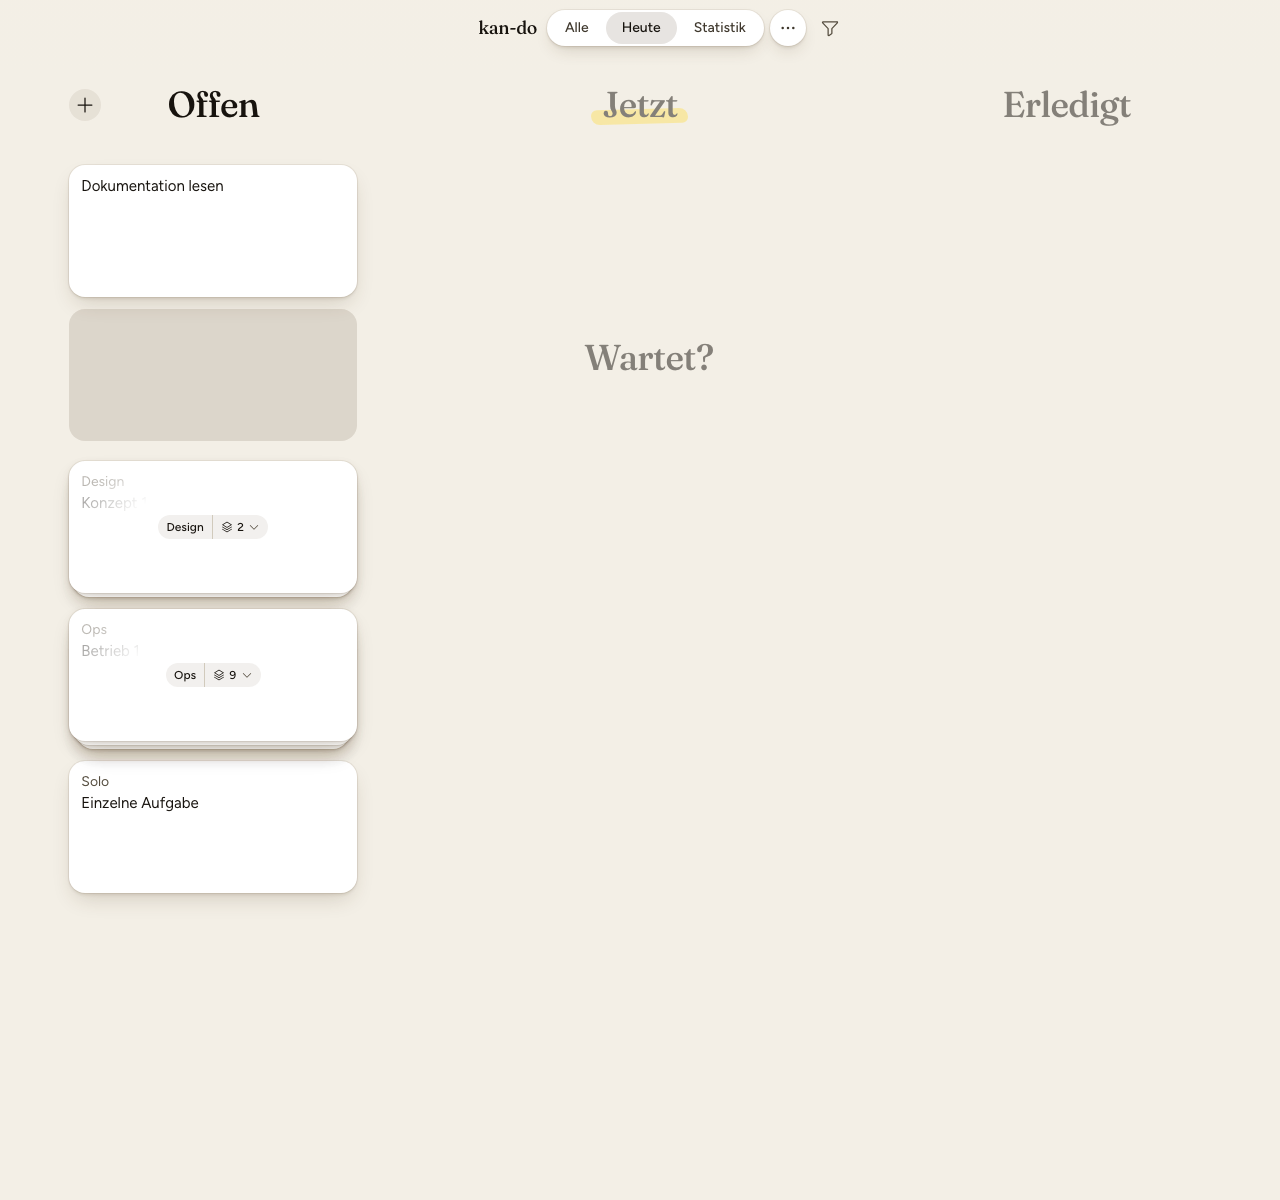 kan-do
Alle
Heute
Statistik
Offen
Jetzt
Erledigt
Dokumentation lesen
Wartet?
Design
Konzept 1
Design
2
Ops
Betrieb 1
Ops
9
Solo
Einzelne Aufgabe